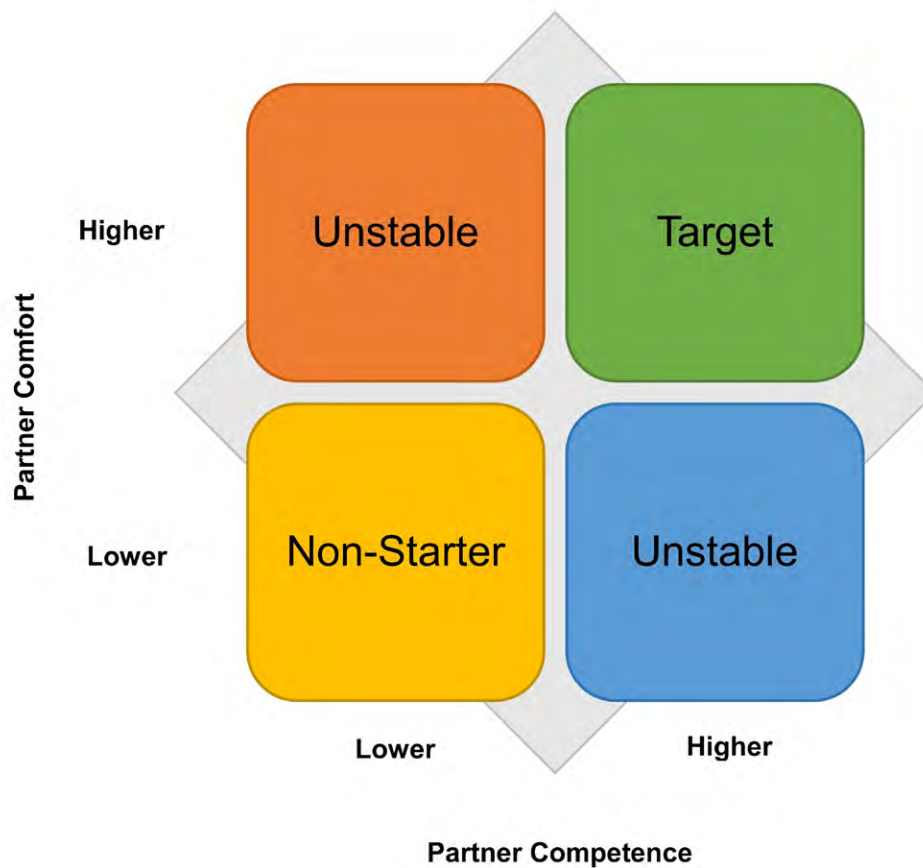 Higher
Unstable
Target
Partner Comfort
Lower
Non-Starter
Unstable
Lower
Higher
Partner Competence